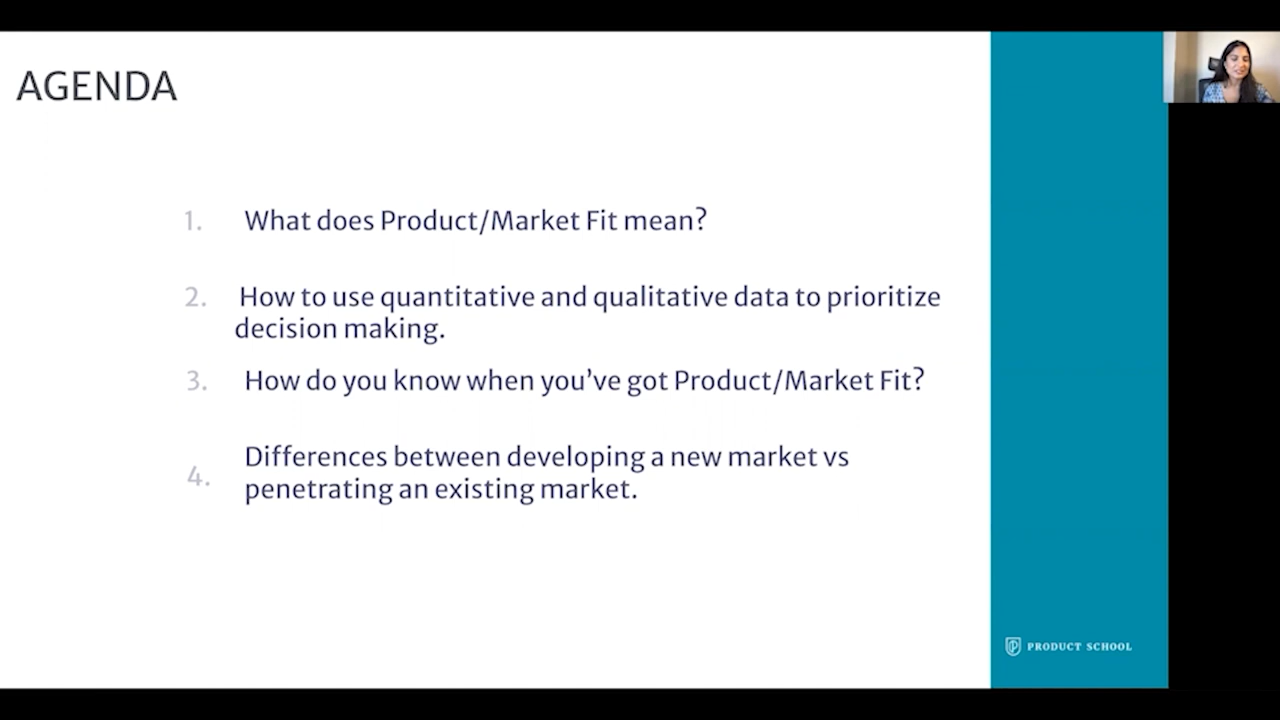 AGENDA
1. What does Product/Market Fit mean?
2. How to use quantitative and qualitative data to prioritize
decision making.
3. How do you know when you’ve got Product/Market Fit?
4. Differences between developing a new market vs
penetrating an existing market.
PRODUCT SCHOOL